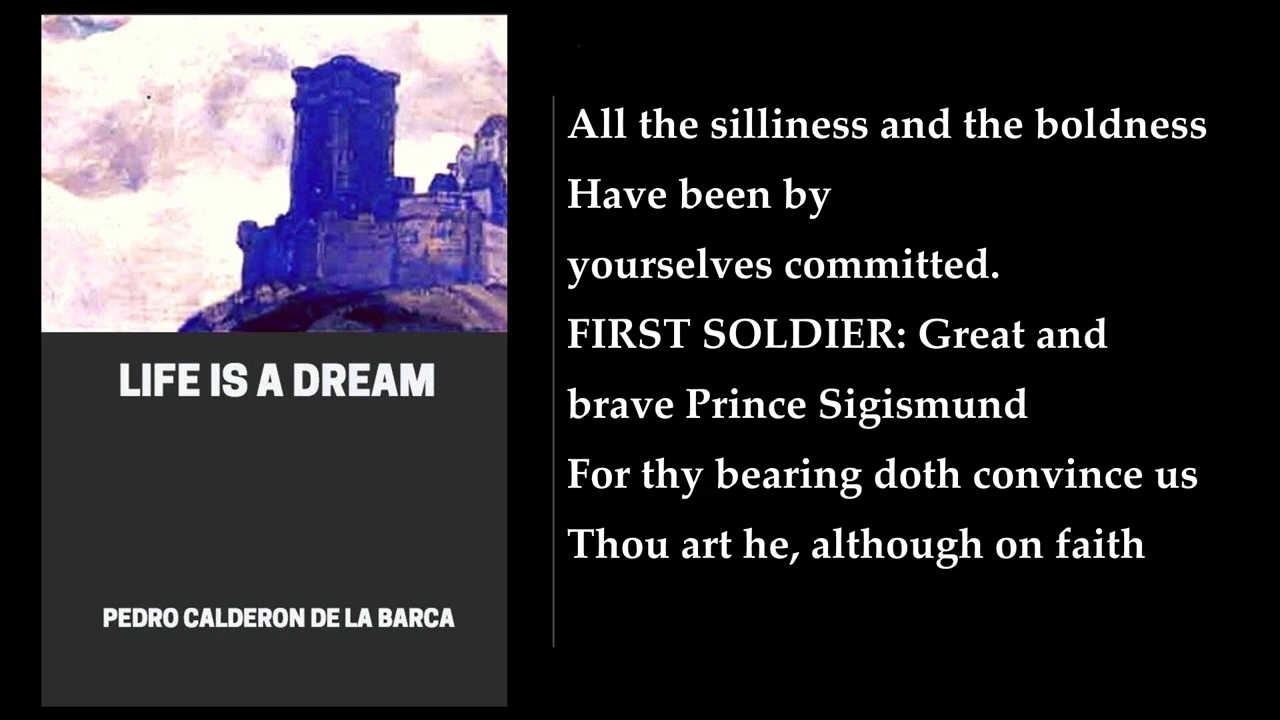 LIFE IS A DREAM
PEDRO CALDERON DE LA BARCA
All the silliness and the boldness
Have been by
yourselves committed.
FIRST SOLDIER: Great and
brave Prince Sigismund
For thy bearing doth convince us
Thou art he, although on faith